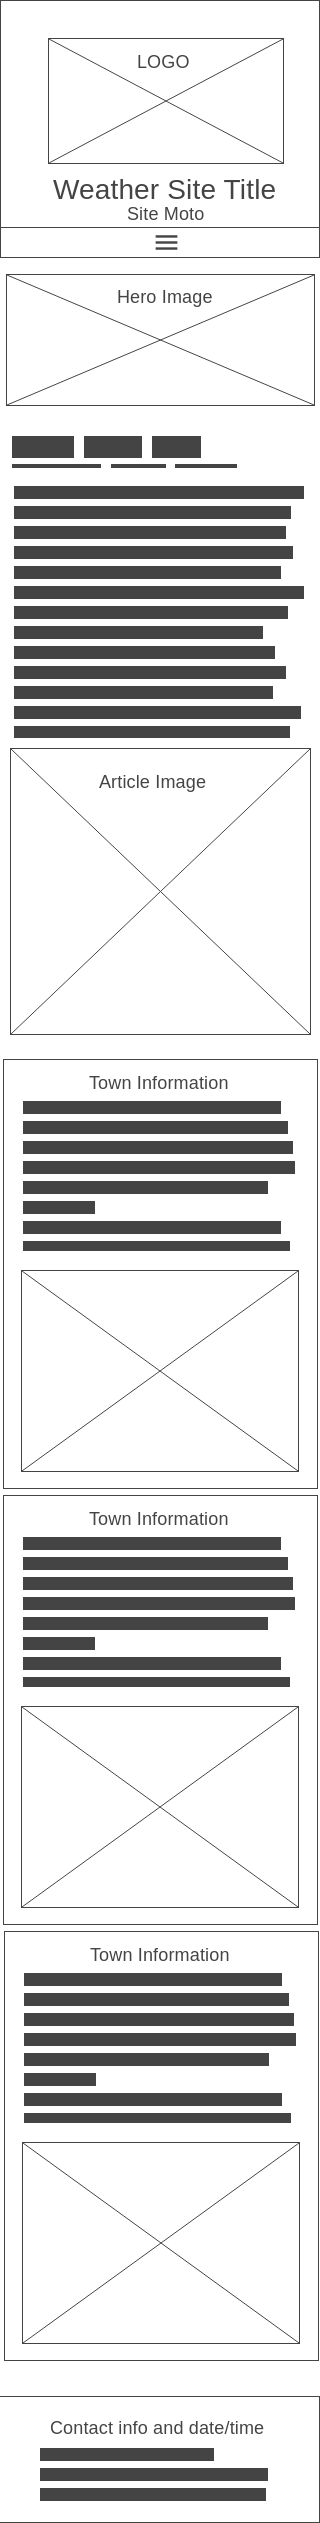 LOGO
Weather Site Title
Site Moto
Hero Image
Article Image
Town Information
Town Information
Town Information
Contact info and date/time